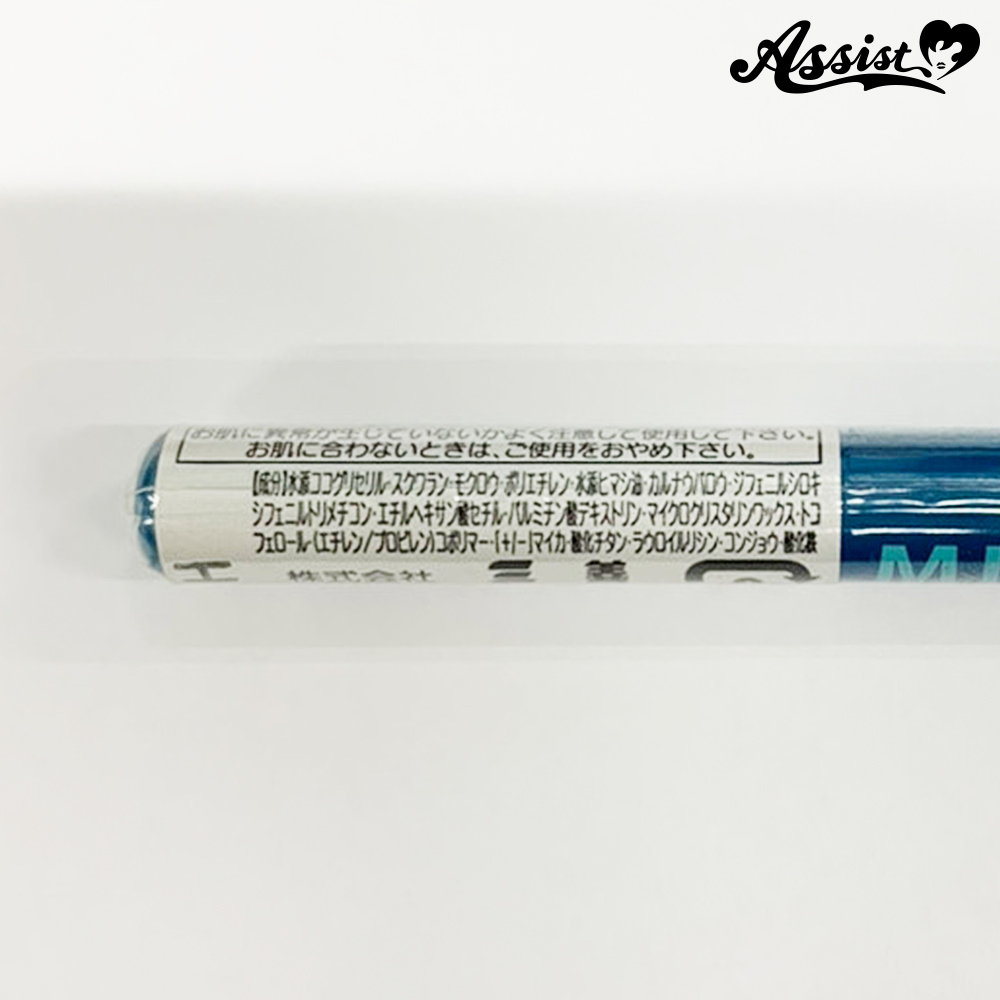 Assist
お肌に異常が生じていないかよく注意して使用して下さい。
お肌に合わないときは、ご使用をおやめ下さい。
【成分】水添ココグリセリル・スクワラン・モクロウ・ポリエチレン・水添ヒマシ油・カルナウバロウ・ジフェニルシロキ
シフェニルトリメチコン・エチルヘキサン酸セチル・パルミチン酸デキストリン・マイクロクリスタリンワックス・トコ
フェロール・(エチレン/プロピレン)コポリマー・[+/-]マイカ・酸化チタン・ラウロイルリシン・コンジョウ・酸化鉄
株式会社 三善